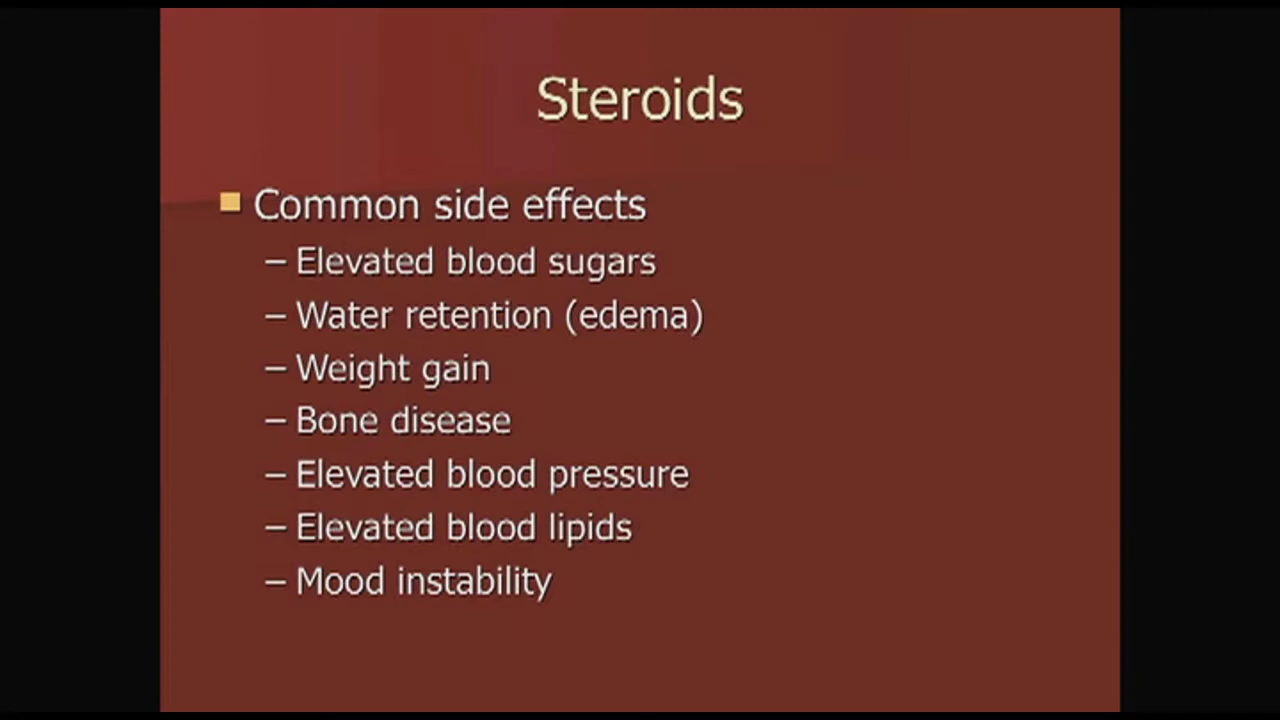 Steroids
Common side effects
– Elevated blood sugars
– Water retention (edema)
– Weight gain
– Bone disease
– Elevated blood pressure
– Elevated blood lipids
– Mood instability